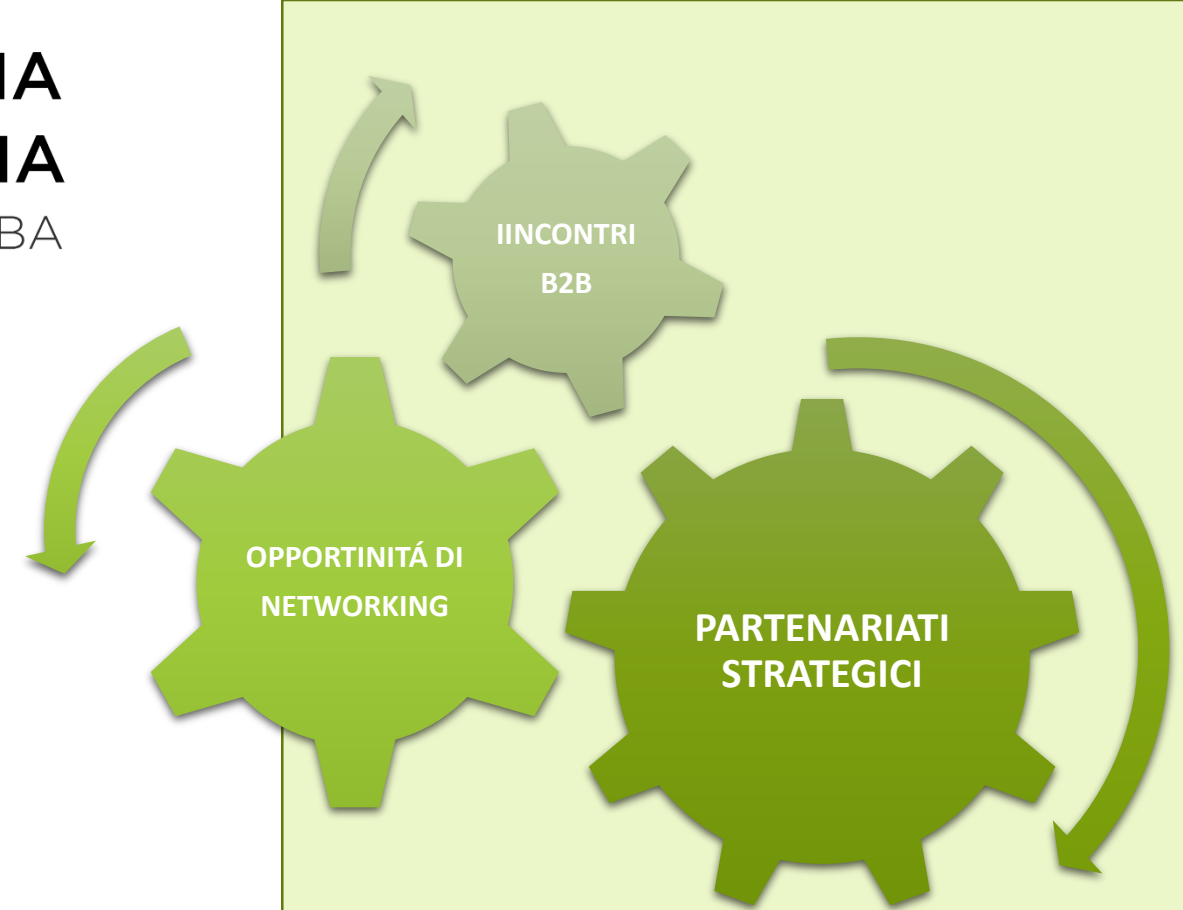 IA
IA
BA
IINCONTRI
B2B
OPPORTINITÁ DI
NETWORKING
PARTENARIATI
STRATEGICI